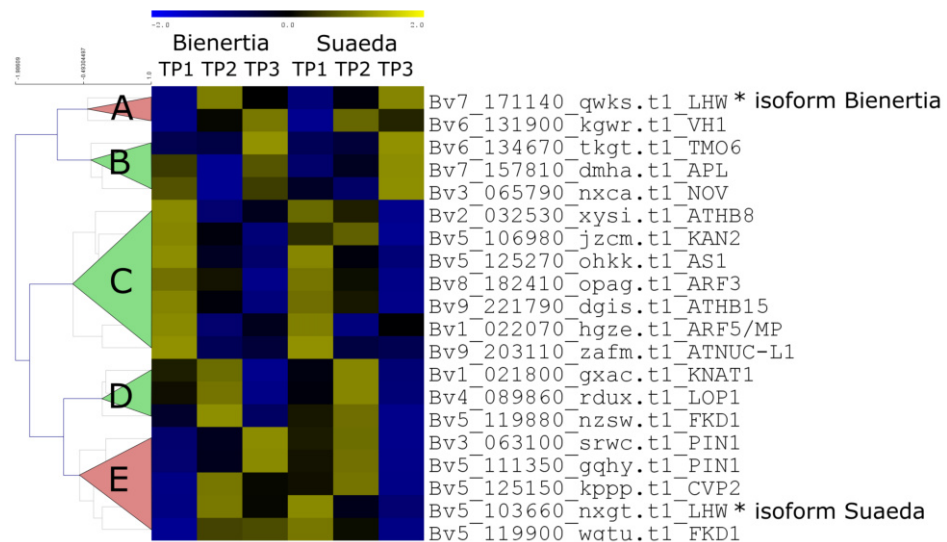 -2.0 0.0 2.0
Bienertia Suaeda
TP1 TP2 TP3 TP1 TP2 TP3
1.0
A
B
C
D
E
Bv7_171140_qwks.t1_LHW * isoform Bienertia
Bv6_131900_kgwr.t1_VH1
Bv6_134670_tkgt.t1_TMO6
Bv7_157810_dmha.t1_APL
Bv3_065790_nxca.t1_NOV
Bv2_032530_xysi.t1_ATHB8
Bv5_106980_jzcm.t1_KAN2
Bv5_125270_ohkk.t1_AS1
Bv8_182410_opag.t1_ARF3
Bv9_221790_dgis.t1_ATHB15
Bv1_022070_hgze.t1_ARF5/MP
Bv9_203110_zafm.t1_ATNUC-L1
Bv1_021800_gxac.t1_KNAT1
Bv4_089860_rdux.t1_LOP1
Bv5_119880_nzsw.t1_FKD1
Bv3_063100_srwc.t1_PIN1
Bv5_111350_gqhy.t1_PIN1
Bv5_125150_kppp.t1_CVP2
Bv5_103660_nxgt.t1_LHW * isoform Suaeda
Bv5_119900_wgtu.t1_FKD1